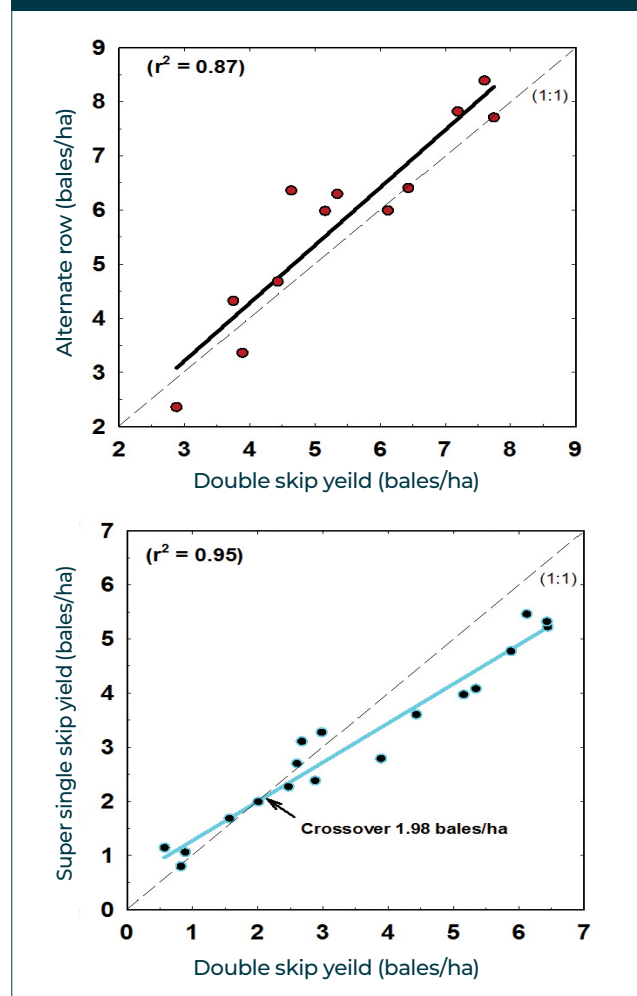 9
(r² = 0.87)
(1:1)
8
7
6
5
4
3
2
Alternate row (bales/ha)
2 3 4 5 6 7 8 9
Double skip yeild (bales/ha)
7
(r² = 0.95)
(1:1)
6
5
4
3
2
Crossover 1.98 bales/ha
1
0
Super single skip yield (bales/ha)
0 1 2 3 4 5 6 7
Double skip yeild (bales/ha)